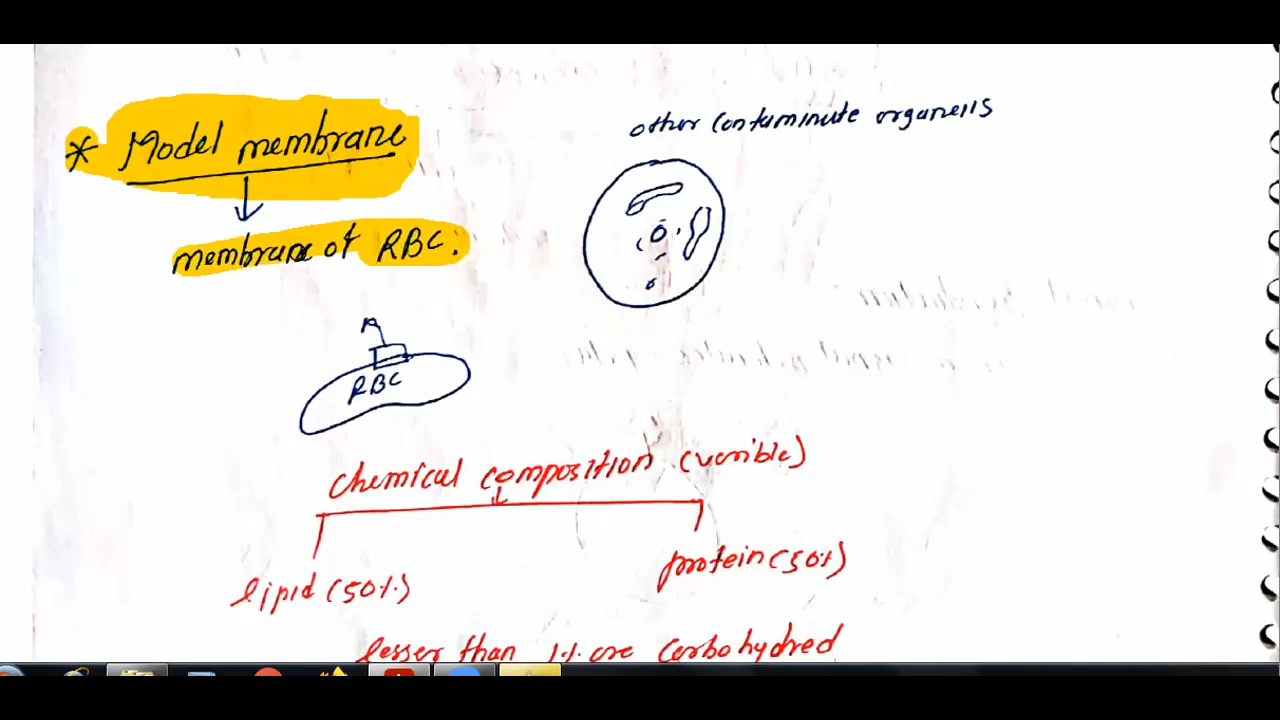 * Model membrane
other contaminute organells
membrane of RBC.
RBC
chemical composition (varible)
lipid (50%)
protein (50%)
lesser than 1% are carbohydred